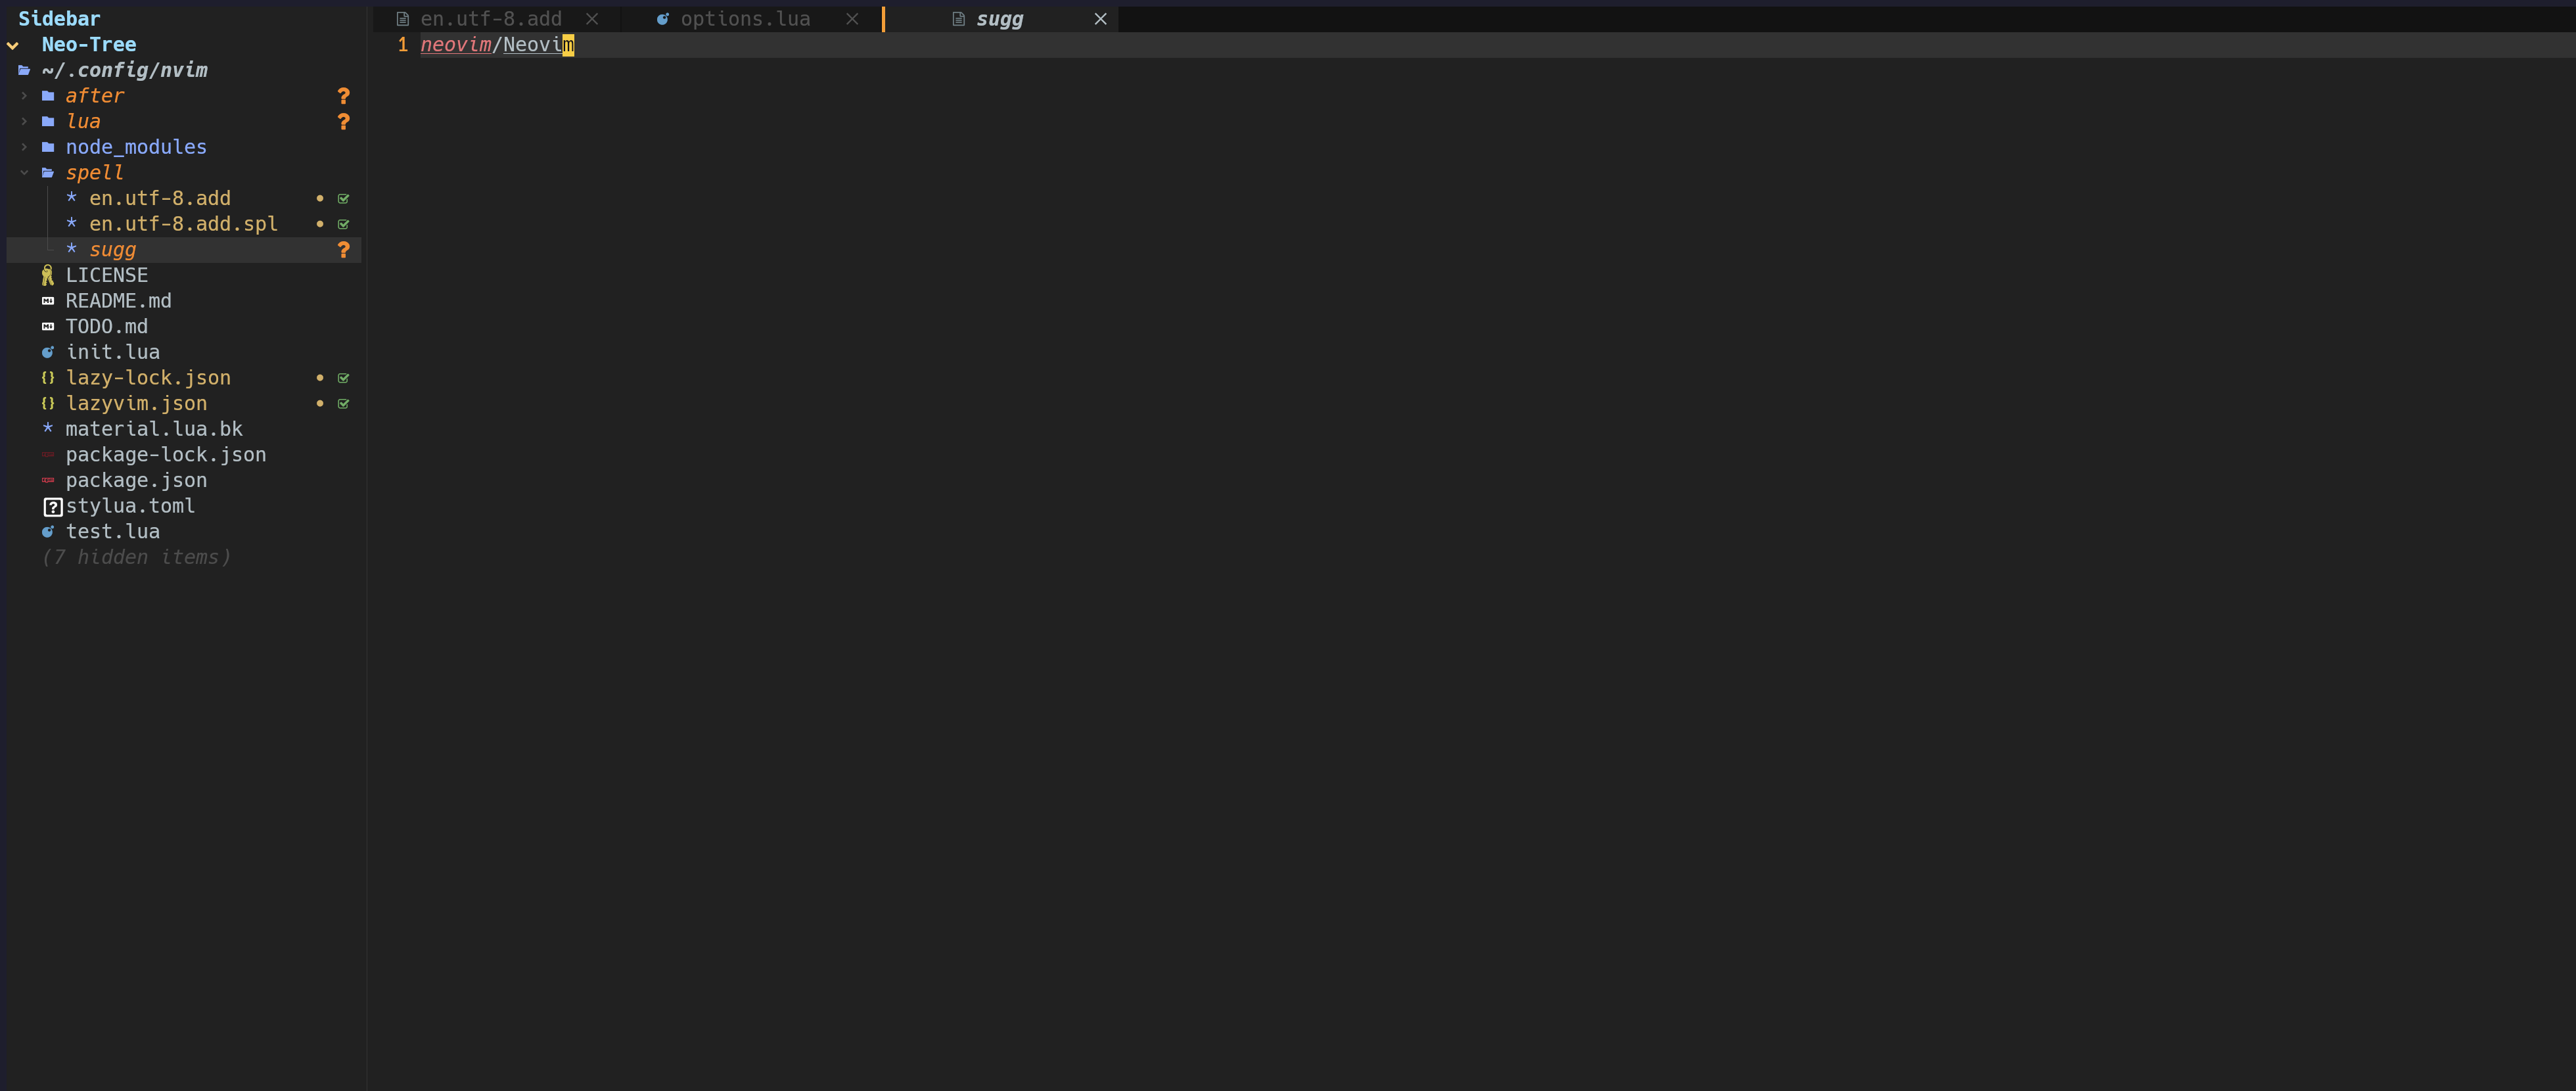 Sidebar
Neo-Tree
~/.config/nvim
after ?
lua ?
node_modules
spell
* en.utf-8.add
* en.utf-8.add.spl
* sugg ?
LICENSE
README.md
TODO.md
init.lua
{} lazy-lock.json
{} lazyvim.json
* material.lua.bk
package-lock.json
package.json
? stylua.toml
test.lua
(7 hidden items)
en.utf-8.add
options.lua
sugg
1 neovim/Neovim